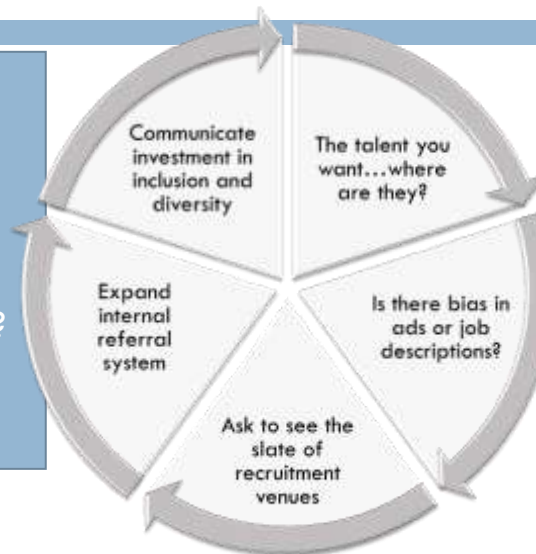 Communicate
investment in
inclusion and
diversity
The talent you
want...where
are they?
Is there bias in
ads or job
descriptions?
Ask to see the
slate of
recruitment
venues
Expand
internal
referral
system
?